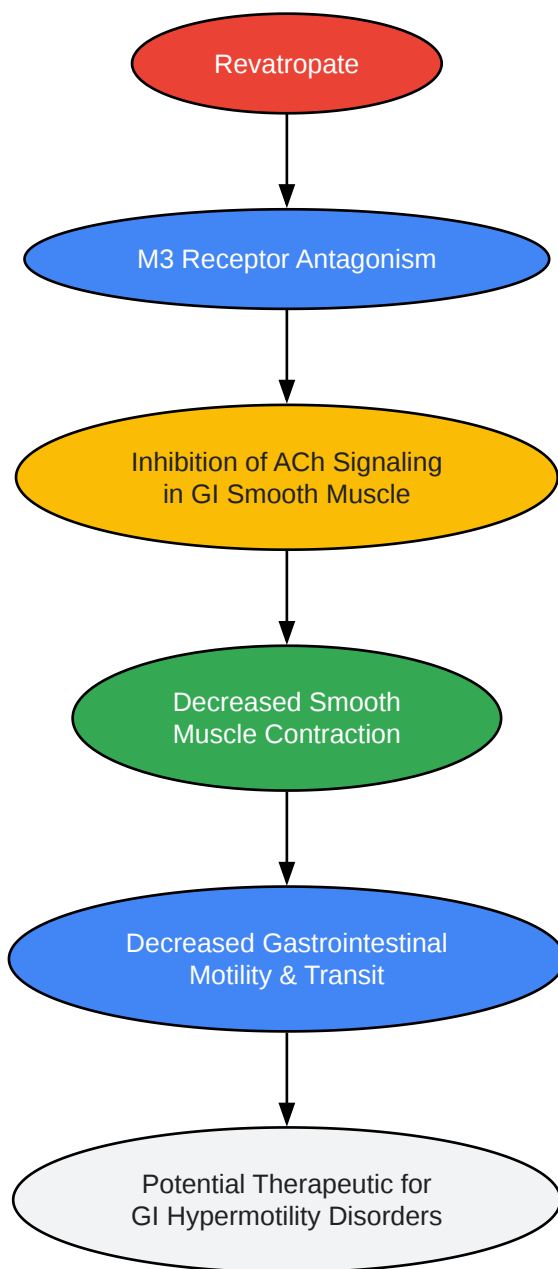 Revatropate
M3 Receptor Antagonism
Inhibition of ACh Signaling
in GI Smooth Muscle
Decreased Smooth
Muscle Contraction
Decreased Gastrointestinal
Motility & Transit
Potential Therapeutic for
GI Hypermotility Disorders